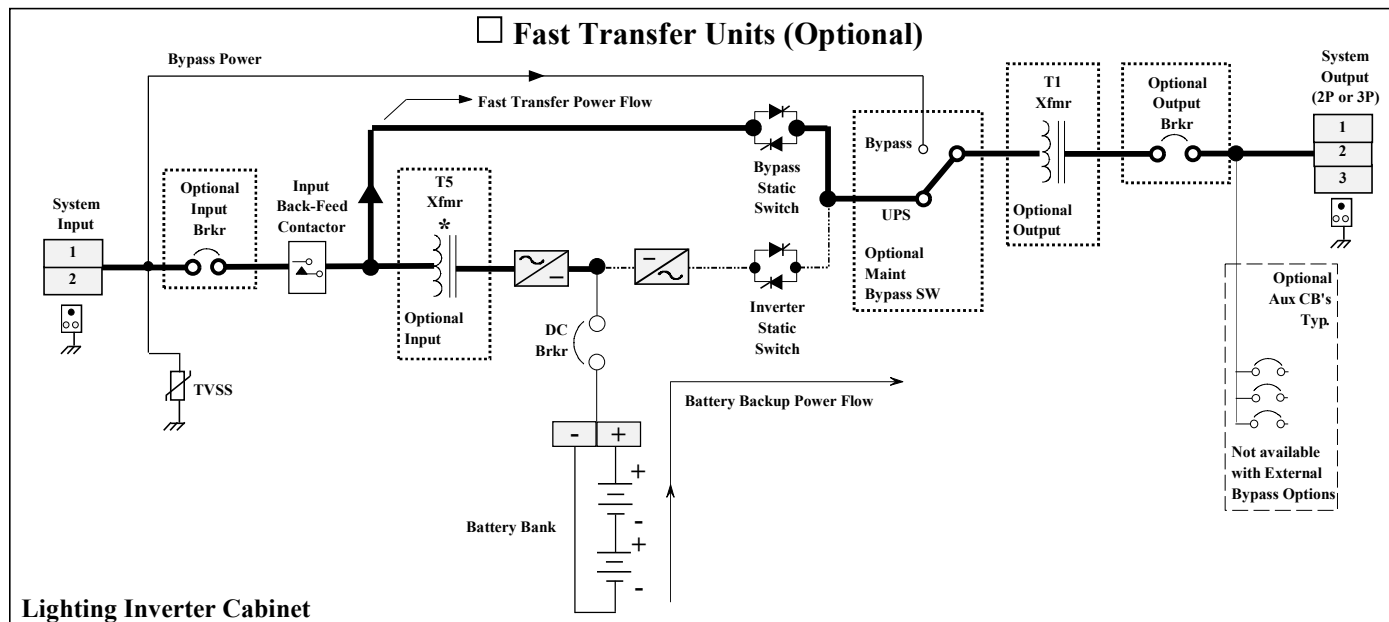 Fast Transfer Units (Optional)
Bypass Power
Fast Transfer Power Flow
System
Input
1
2
Optional
Input
Brkr
Input
Back-Feed
Contactor
T5
Xfmr
*
Optional
Input
TVSS
DC
Brkr
- +
+
-
+
-
Battery Bank
Battery Backup Power Flow
Bypass
Static
Switch
Inverter
Static
Switch
Bypass
UPS
Optional
Maint
Bypass SW
T1
Xfmr
Optional
Output
Optional
Output
Brkr
System
Output
(2P or 3P)
1
2
3
Optional
Aux CB's
Typ.
Not available
with External
Bypass Options
Lighting Inverter Cabinet